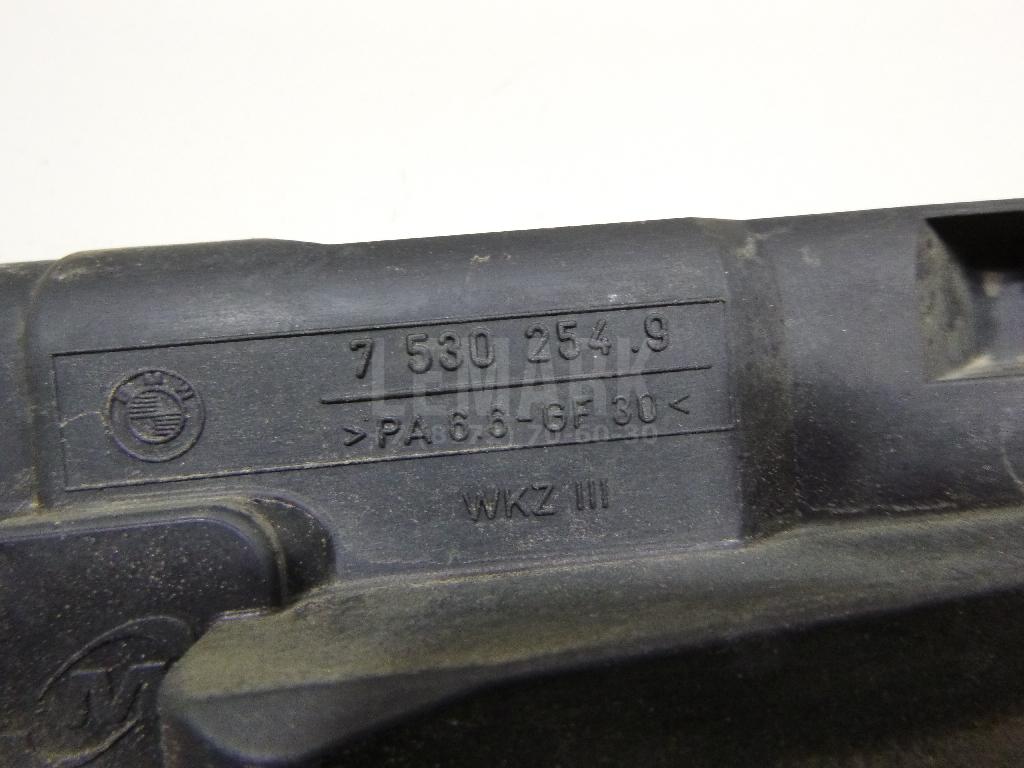 7 530 254.9
BMW
>PA 6.6-GF 30<
LEMARK
WKZ III